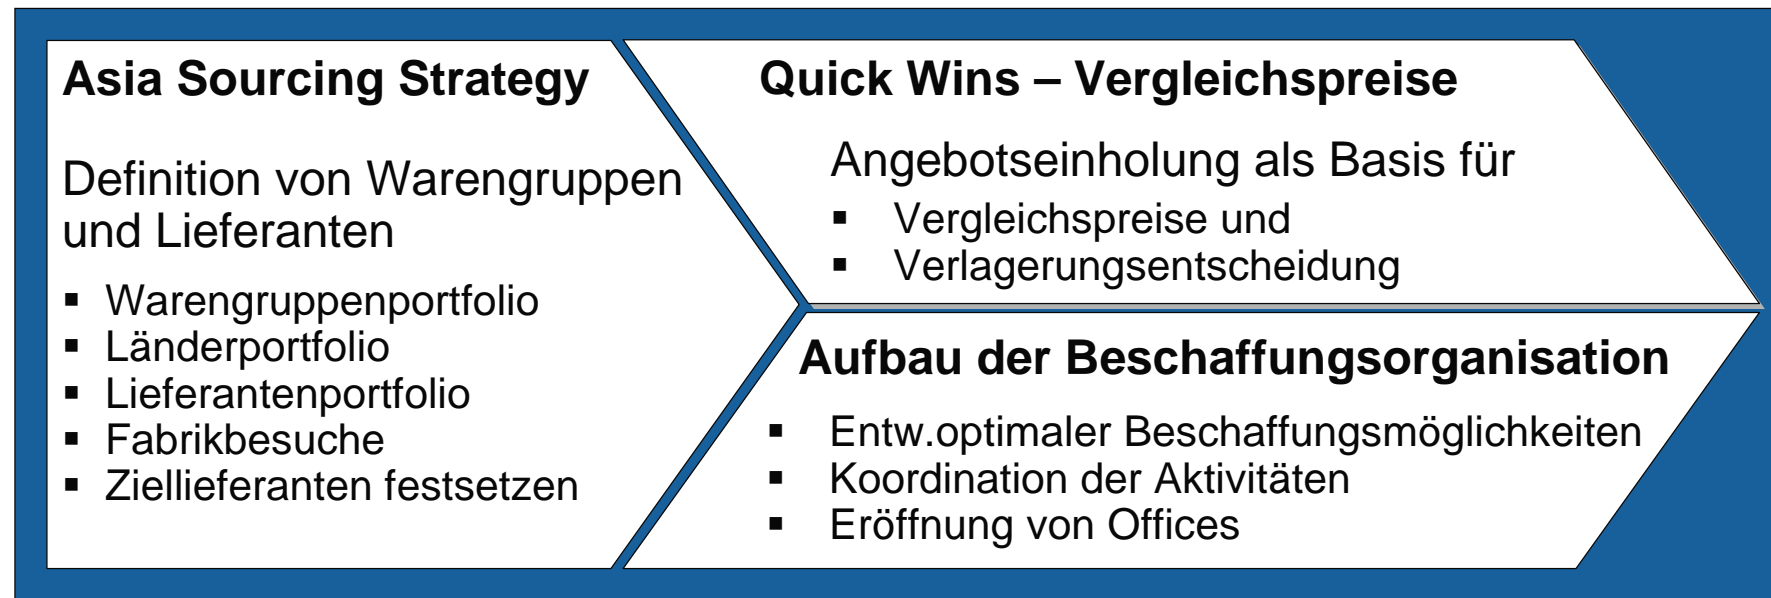 Asia Sourcing Strategy
Definition von Warengruppen
und Lieferanten
▪ Warengruppenportfolio
▪ Länderportfolio
▪ Lieferantenportfolio
▪ Fabrikbesuche
▪ Ziellieferanten festsetzen
Quick Wins – Vergleichspreise
Angebotseinholung als Basis für
▪ Vergleichspreise und
▪ Verlagerungsentscheidung
Aufbau der Beschaffungsorganisation
▪ Entw.optimaler Beschaffungsmöglichkeiten
▪ Koordination der Aktivitäten
▪ Eröffnung von Offices